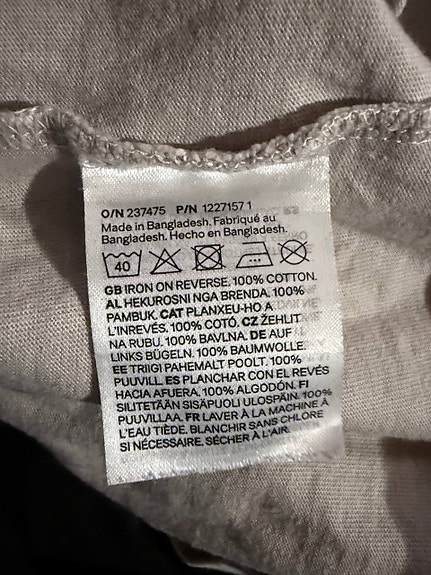 O/N 237475 P/N 1227157 1
Made in Bangladesh. Fabriqué au
Bangladesh. Hecho en Bangladesh.
40
GB IRON ON REVERSE. 100% COTTON.
AL HEKUROSNI NGA BRENDA. 100%
PAMBUK. CAT PLANXEU-HO A
L'INREVÉS. 100% COTÓ. CZ ŽEHLIT
NA RUBU. 100% BAVLNA. DE AUF
LINKS BÜGELN. 100% BAUMWOLLE.
EE TRIIGI PAHEMALT POOLT. 100%
PUUVILL. ES PLANCHAR CON EL REVÉS
HACIA AFUERA. 100% ALGODÓN. FI
SILITETÄÄN SISÄPUOLI ULOSPÄIN. 100%
PUUVILLAA. FR LAVER À LA MACHINE À
L'EAU TIÈDE. BLANCHIR SANS CHLORE
SI NÉCESSAIRE. SÉCHER À L'AIR.